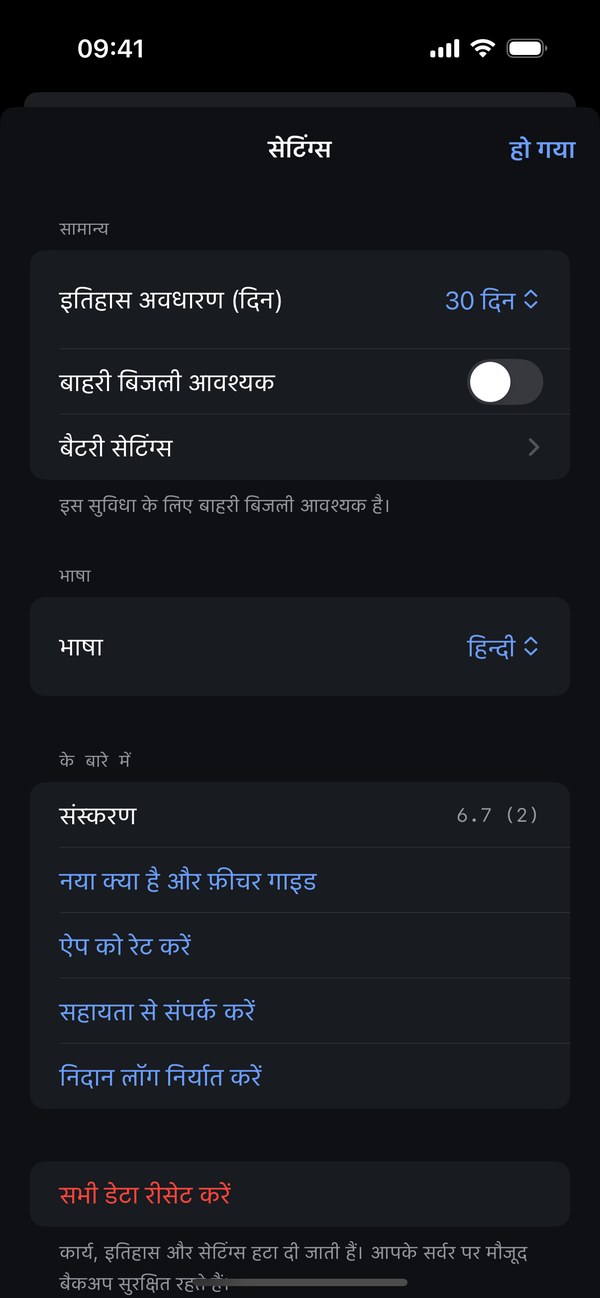 09:41
सेटिंग्स
हो गया
सामान्य
इतिहास अवधारण (दिन)
30 दिन
बाहरी बिजली आवश्यक
बैटरी सेटिंग्स
इस सुविधा के लिए बाहरी बिजली आवश्यक है।
भाषा
भाषा
हिन्दी
के बारे में
संस्करण
6.7 (2)
नया क्या है और फ़ीचर गाइड
ऐप को रेट करें
सहायता से संपर्क करें
निदान लॉग निर्यात करें
सभी डेटा रीसेट करें
कार्य, इतिहास और सेटिंग्स हटा दी जाती हैं। आपके सर्वर पर मौजूद
बैकअप सुरक्षित रहते हैं।